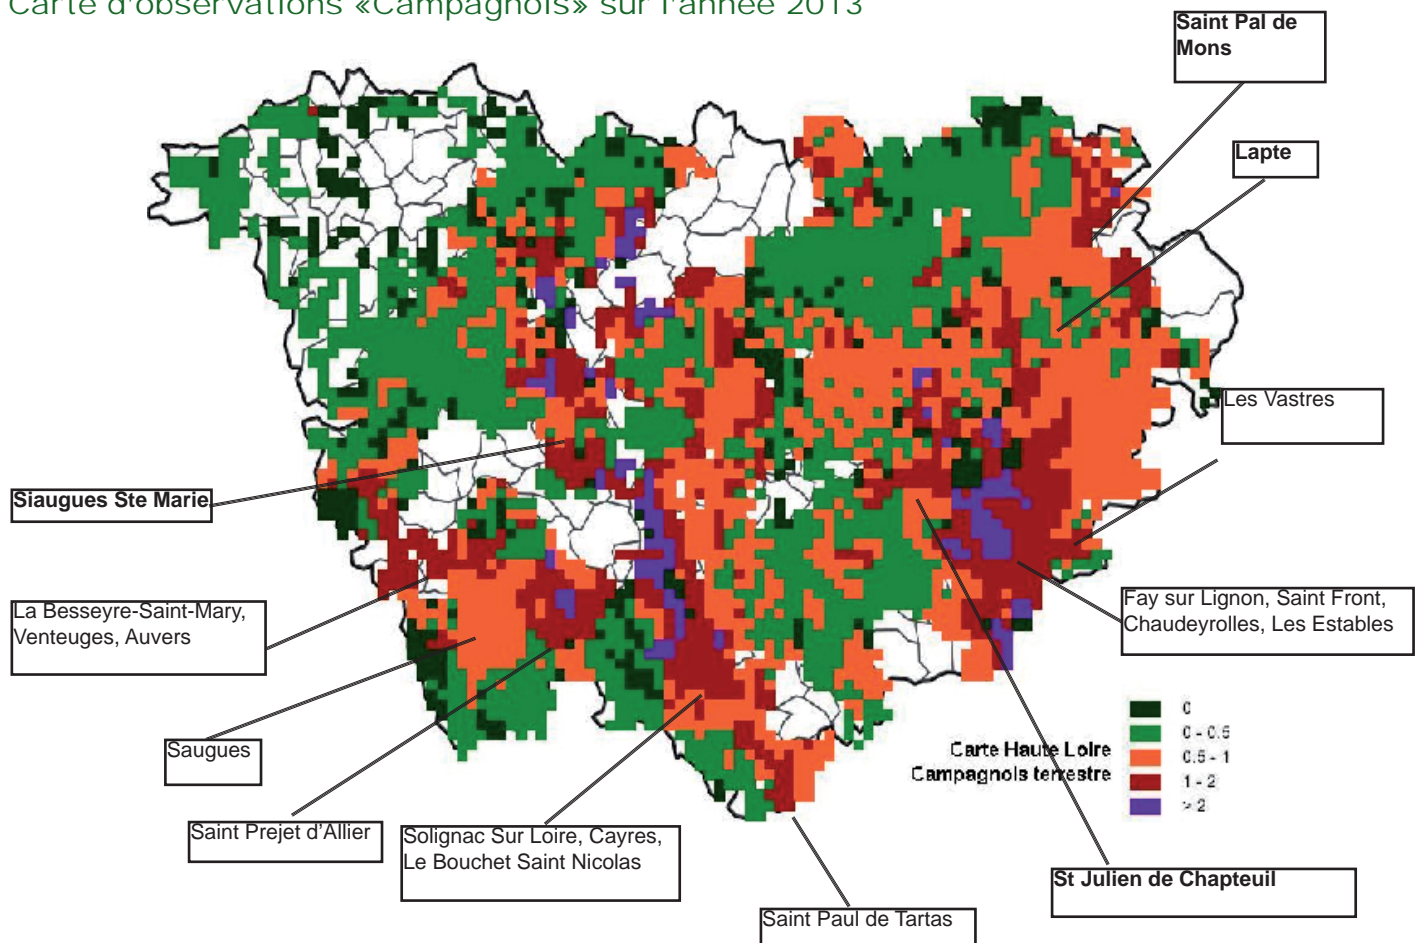 Carte d'observations «Campagnols» sur l'année 2013
Saint Pal de
Mons
Lapte
Les Vastres
Siaugues Ste Marie
La Besseyre-Saint-Mary,
Venteuges, Auvers
Fay sur Lignon, Saint Front,
Chaudeyrolles, Les Estables
Saugues
Carte Haute Loire
Campagnols terrestre
0
0 - 0.5
0.5 - 1
1 - 2
> 2
Saint Prejet d'Allier
Solignac Sur Loire, Cayres,
Le Bouchet Saint Nicolas
St Julien de Chapteuil
Saint Paul de Tartas